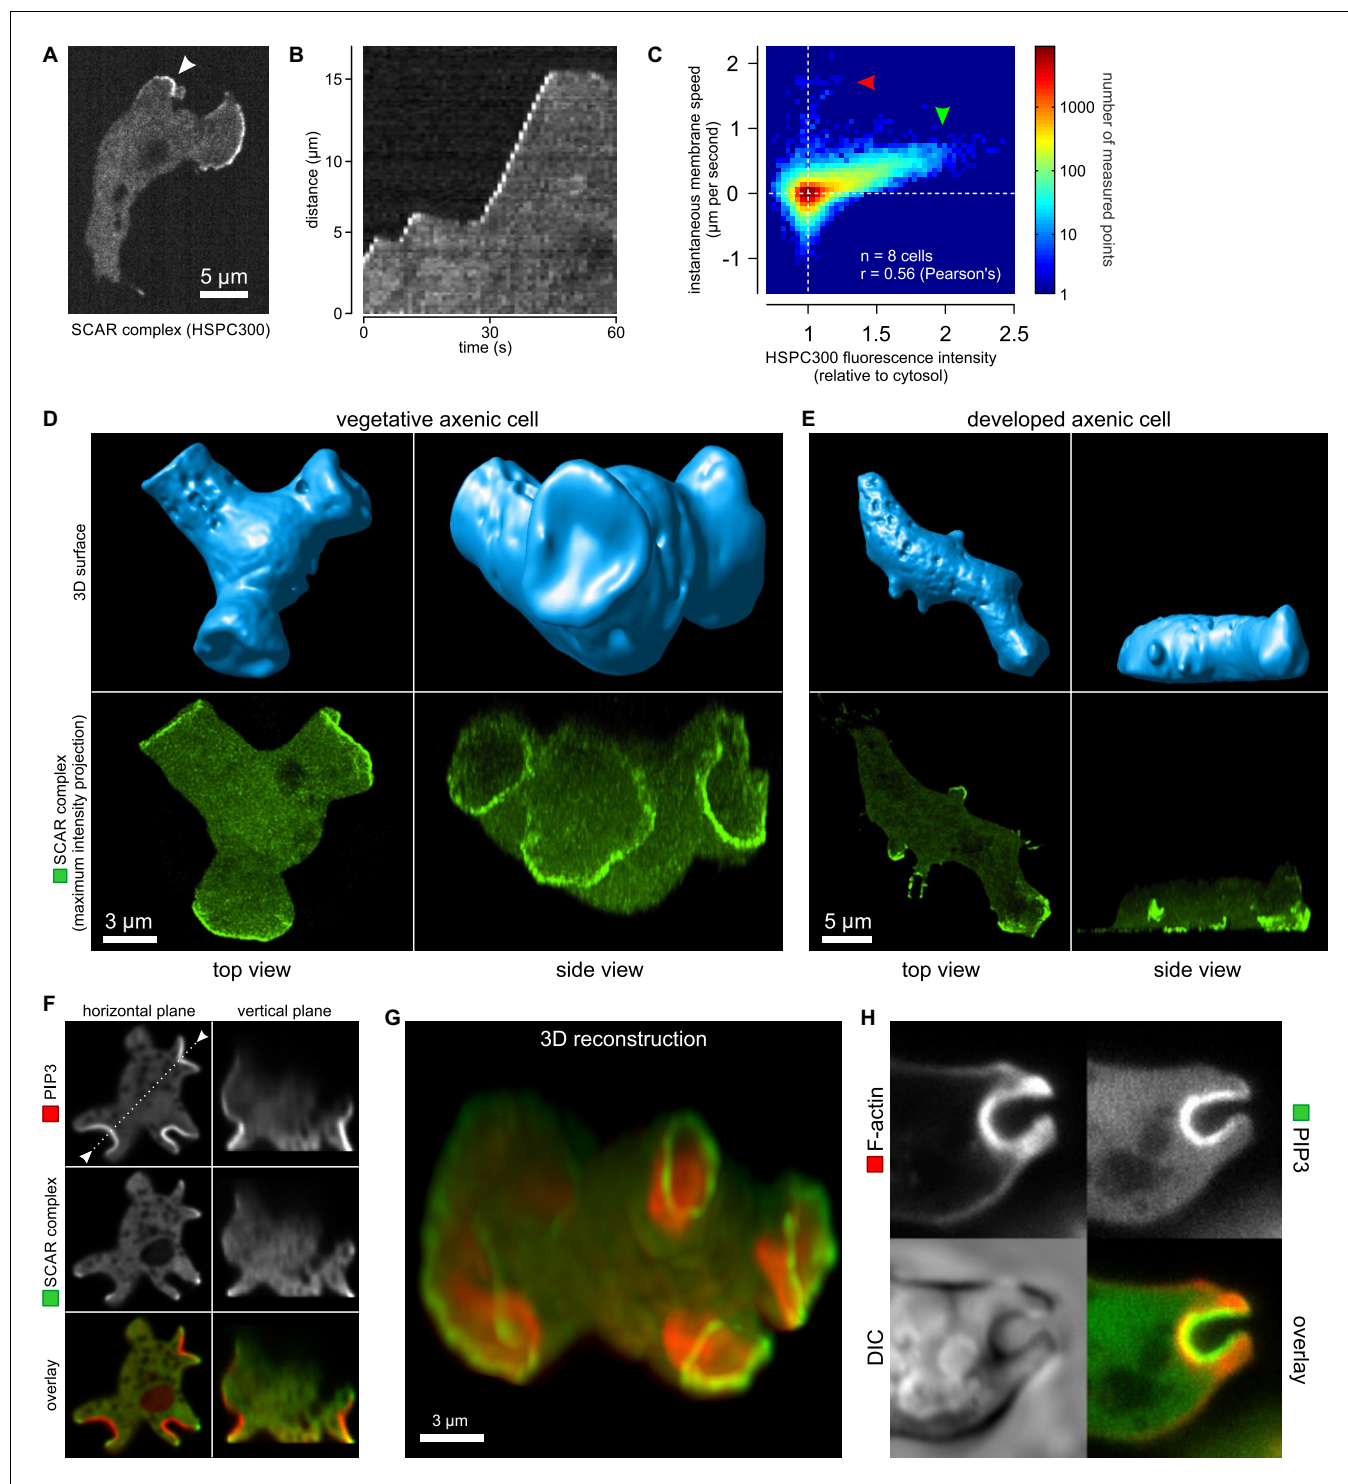 A
5 µm
SCAR complex (HSPC300)
B
distance (µm)
15
10
5
0
0
30
60
time (s)
C
instantaneous membrane speed
(µm per second)
2
1
0
-1
n = 8 cells
r = 0.56 (Pearson's)
1
1.5
2
2.5
HSPC300 fluorescence intensity
(relative to cytosol)
1000
100
10
1
number of measured points
D
vegetative axenic cell
3D surface
SCAR complex
(maximum intensity projection)
3 µm
top view
side view
E
developed axenic cell
5 µm
top view
side view
F
horizontal plane
vertical plane
PIP3
SCAR complex
overlay
G
3D reconstruction
3 µm
H
F-actin
PIP3
DIC
overlay